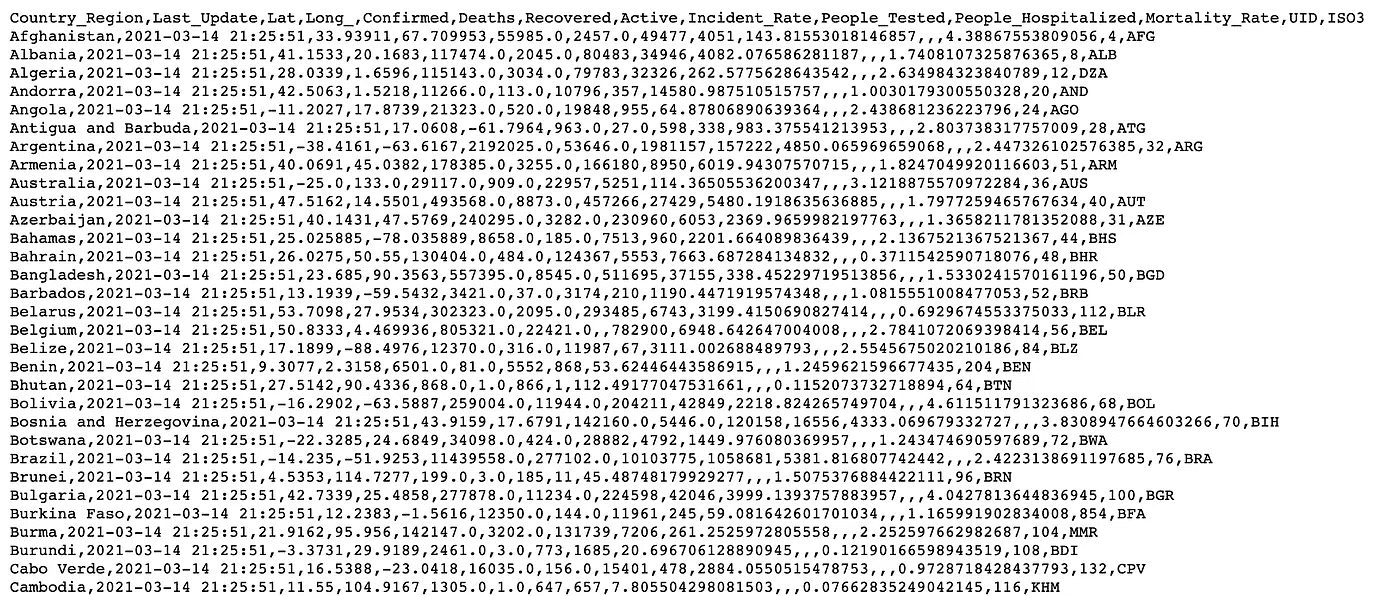 Country_Region,Last_Update,Lat,Long_,Confirmed,Deaths,Recovered,Active,Incident_Rate,People_Tested,People_Hospitalized,Mortality_Rate,UID,ISO3
Afghanistan,2021-03-14 21:25:51,33.93911,67.709953,55985.0,2457.0,49477,4051,143.81553018146857,,,4.38867553809056,4,AFG
Albania,2021-03-14 21:25:51,41.1533,20.1683,117474.0,2045.0,80483,34946,4082.076586281187,,,1.7408107325876365,8,ALB
Algeria,2021-03-14 21:25:51,28.0339,1.6596,115143.0,3034.0,79783,32326,262.5775628643542,,,2.634984323840789,12,DZA
Andorra,2021-03-14 21:25:51,42.5063,1.5218,11266.0,113.0,10796,357,14580.987510515757,,,1.0030179300550328,20,AND
Angola,2021-03-14 21:25:51,-11.2027,17.8739,21323.0,520.0,19848,955,64.87806890639364,,,2.438681236223796,24,AGO
Antigua and Barbuda,2021-03-14 21:25:51,17.0608,-61.7964,963.0,27.0,598,338,983.375541213953,,,2.803738317757009,28,ATG
Argentina,2021-03-14 21:25:51,-38.4161,-63.6167,2192025.0,53646.0,1981157,157222,4850.065969659068,,,2.447326102576385,32,ARG
Armenia,2021-03-14 21:25:51,40.0691,45.0382,178385.0,3255.0,166180,8950,6019.94307570715,,,1.8247049920116603,51,ARM
Australia,2021-03-14 21:25:51,-25.0,133.0,29117.0,909.0,22957,5251,114.36505536200347,,,3.1218875570972284,36,AUS
Austria,2021-03-14 21:25:51,47.5162,14.5501,493568.0,8873.0,457266,27429,5480.1918635636885,,,1.7977259465767634,40,AUT
Azerbaijan,2021-03-14 21:25:51,40.1431,47.5769,240295.0,3282.0,230960,6053,2369.9659982197763,,,1.3658211781352088,31,AZE
Bahamas,2021-03-14 21:25:51,25.025885,-78.035889,8658.0,185.0,7513,960,2201.664089836439,,,2.1367521367521367,44,BHS
Bahrain,2021-03-14 21:25:51,26.0275,50.55,130404.0,484.0,124367,5553,7663.687284134832,,,0.3711542590718076,48,BHR
Bangladesh,2021-03-14 21:25:51,23.685,90.3563,557395.0,8545.0,511695,37155,338.45229719513856,,,1.5330241570161196,50,BGD
Barbados,2021-03-14 21:25:51,13.1939,-59.5432,3421.0,37.0,3174,210,1190.4471919574348,,,1.0815551008477053,52,BRB
Belarus,2021-03-14 21:25:51,53.7098,27.9534,302323.0,2095.0,293485,6743,3199.4150690827414,,,0.6929674553375033,112,BLR
Belgium,2021-03-14 21:25:51,50.8333,4.469936,805321.0,22421.0,,782900,6948.642647004008,,,2.7841072069398414,56,BEL
Belize,2021-03-14 21:25:51,17.1899,-88.4976,12370.0,316.0,11987,67,3111.002688489793,,,2.5545675020210186,84,BLZ
Benin,2021-03-14 21:25:51,9.3077,2.3158,6501.0,81.0,5552,868,53.62446443586915,,,1.2459621596677435,204,BEN
Bhutan,2021-03-14 21:25:51,27.5142,90.4336,868.0,1.0,866,1,112.49177047531661,,,0.1152073732718894,64,BTN
Bolivia,2021-03-14 21:25:51,-16.2902,-63.5887,259004.0,11944.0,204211,42849,2218.824265749704,,,4.611511791323686,68,BOL
Bosnia and Herzegovina,2021-03-14 21:25:51,43.9159,17.6791,142160.0,5446.0,120158,16556,4333.069679332727,,,3.8308947664603266,70,BIH
Botswana,2021-03-14 21:25:51,-22.3285,24.6849,34098.0,424.0,28882,4792,1449.976080369957,,,1.243474690597689,72,BWA
Brazil,2021-03-14 21:25:51,-14.235,-51.9253,11439558.0,277102.0,10103775,1058681,5381.816807742442,,,2.4223138691197685,76,BRA
Brunei,2021-03-14 21:25:51,4.5353,114.7277,199.0,3.0,185,11,45.48748179929277,,,1.5075376884422111,96,BRN
Bulgaria,2021-03-14 21:25:51,42.7339,25.4858,277878.0,11234.0,224598,42046,3999.1393757883957,,,4.0427813644836945,100,BGR
Burkina Faso,2021-03-14 21:25:51,12.2383,-1.5616,12350.0,144.0,11961,245,59.081642601701034,,,1.165991902834008,854,BFA
Burma,2021-03-14 21:25:51,21.9162,95.956,142147.0,3202.0,131739,7206,261.2525972805558,,,2.252597662982687,104,MMR
Burundi,2021-03-14 21:25:51,-3.3731,29.9189,2461.0,3.0,773,1685,20.696706128890945,,,0.12190166598943519,108,BDI
Cabo Verde,2021-03-14 21:25:51,16.5388,-23.0418,16035.0,156.0,15401,478,2884.0550515478753,,,0.9728718428437793,132,CPV
Cambodia,2021-03-14 21:25:51,11.55,104.9167,1305.0,1.0,647,657,7.805504298081503,,,0.07662835249042145,116,KHM